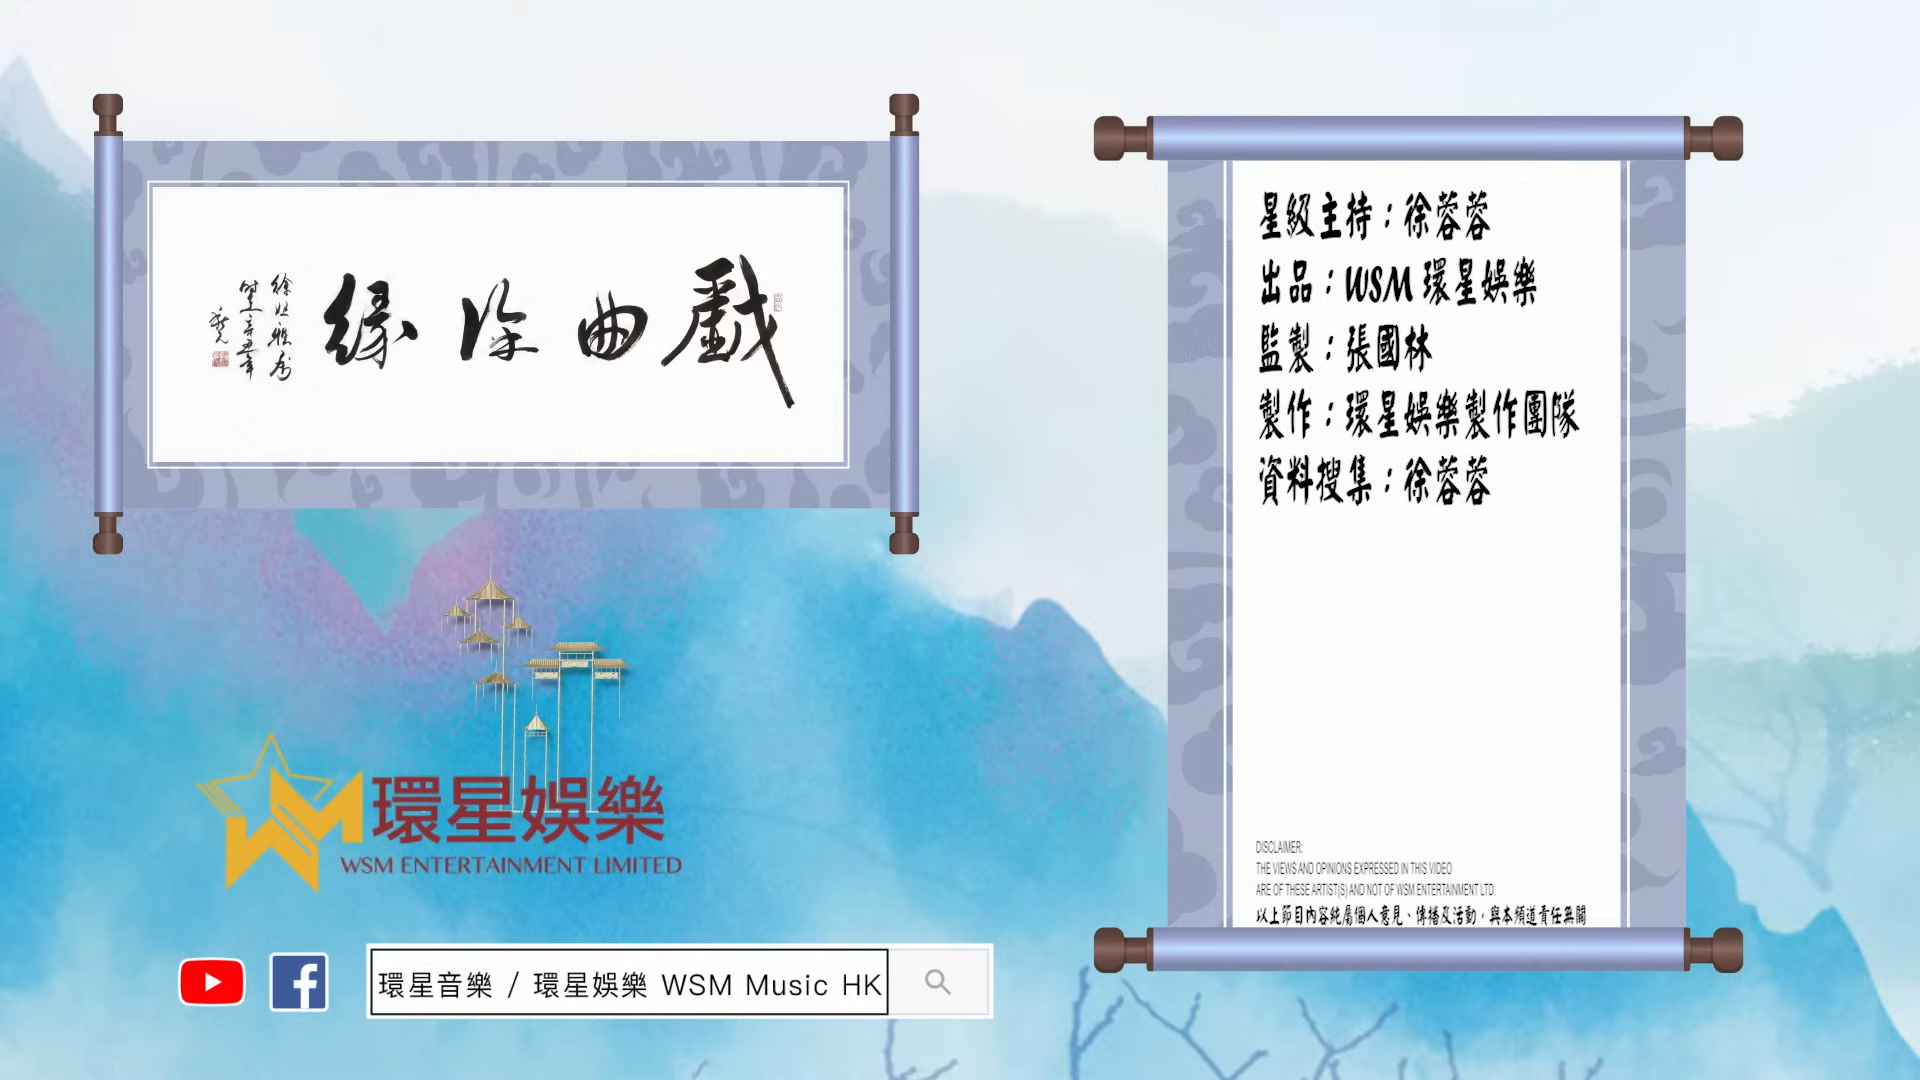 戲曲徐緣
星級主持：徐蓉蓉
出品：WSM 環星娛樂
監製：張國林
製作：環星娛樂製作團隊
資料搜集：徐蓉蓉
DISCLAIMER:
THE VIEWS AND OPINIONS EXPRESSED IN THIS VIDEO
ARE OF THESE ARTIST(S) AND NOT OF WSM ENTERTAINMENT LTD.
以上節目內容純屬個人意見、傳播及活動，與本頻道責任無關
環星娛樂
WSM ENTERTAINMENT LIMITED
環星音樂 / 環星娛樂 WSM Music HK